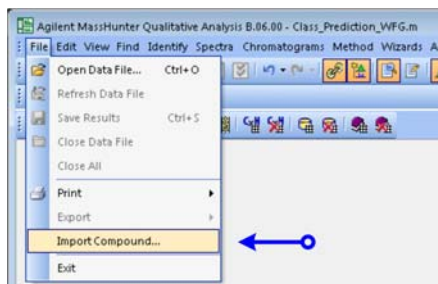 Agilent MassHunter Qualitative Analysis B.06.00 - Class_Prediction_WFG.m
File Edit View Find Identify Spectra Chromatograms Method Wizards A
Open Data File... Ctrl+O
Refresh Data File
Save Results Ctrl+S
Close Data File
Close All
Print
Export
Import Compound...
Exit